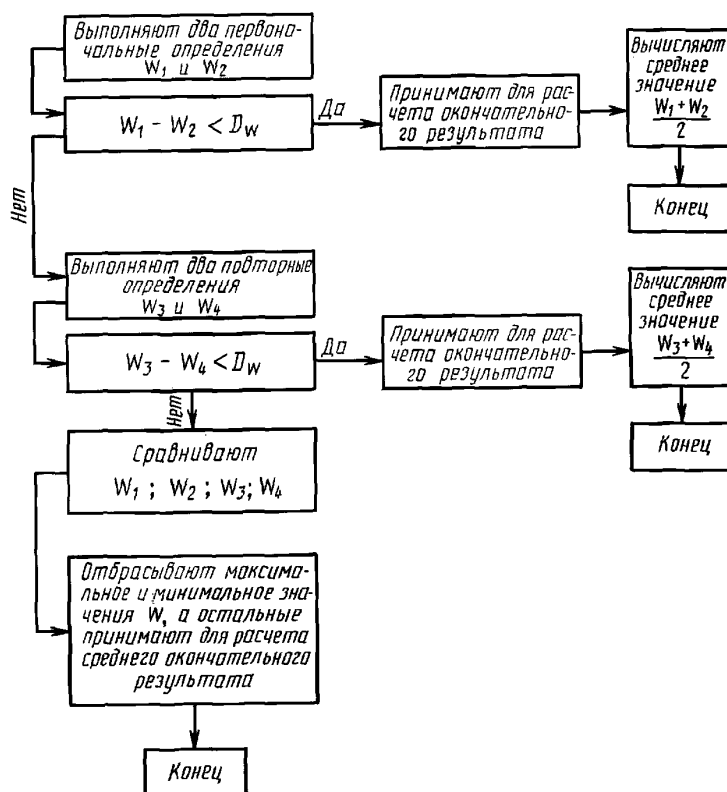 Выполняют два первона-
чальные определения
W1 и W2
W1 − W2 < DW
Да
Принимают для рас-
чета окончательно-
го результата
Вычисляют
среднее
значение
W1+W2
2
Конец
Нет
Выполняют два повторные
определения
W3 и W4
W3 − W4 < DW
Да
Принимают для рас-
чета окончательно-
го результата
Вычисляют
среднее
значение
W3+W4
2
Конец
Нет
Сравнивают
W1 ; W2 ; W3; W4
Отбрасывают максималь-
ное и минимальное зна-
чения W, а остальные
принимают для расчета
среднего окончательного
результата
Конец